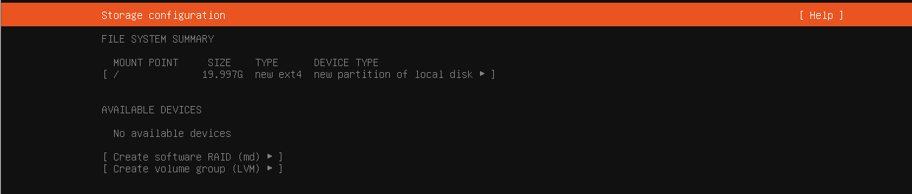 Storage configuration [ Help ]
FILE SYSTEM SUMMARY
MOUNT POINT SIZE TYPE DEVICE TYPE
[ / 19.997G new ext4 new partition of local disk ▸ ]
AVAILABLE DEVICES
No available devices
[ Create software RAID (md) ▸ ]
[ Create volume group (LVM) ▸ ]